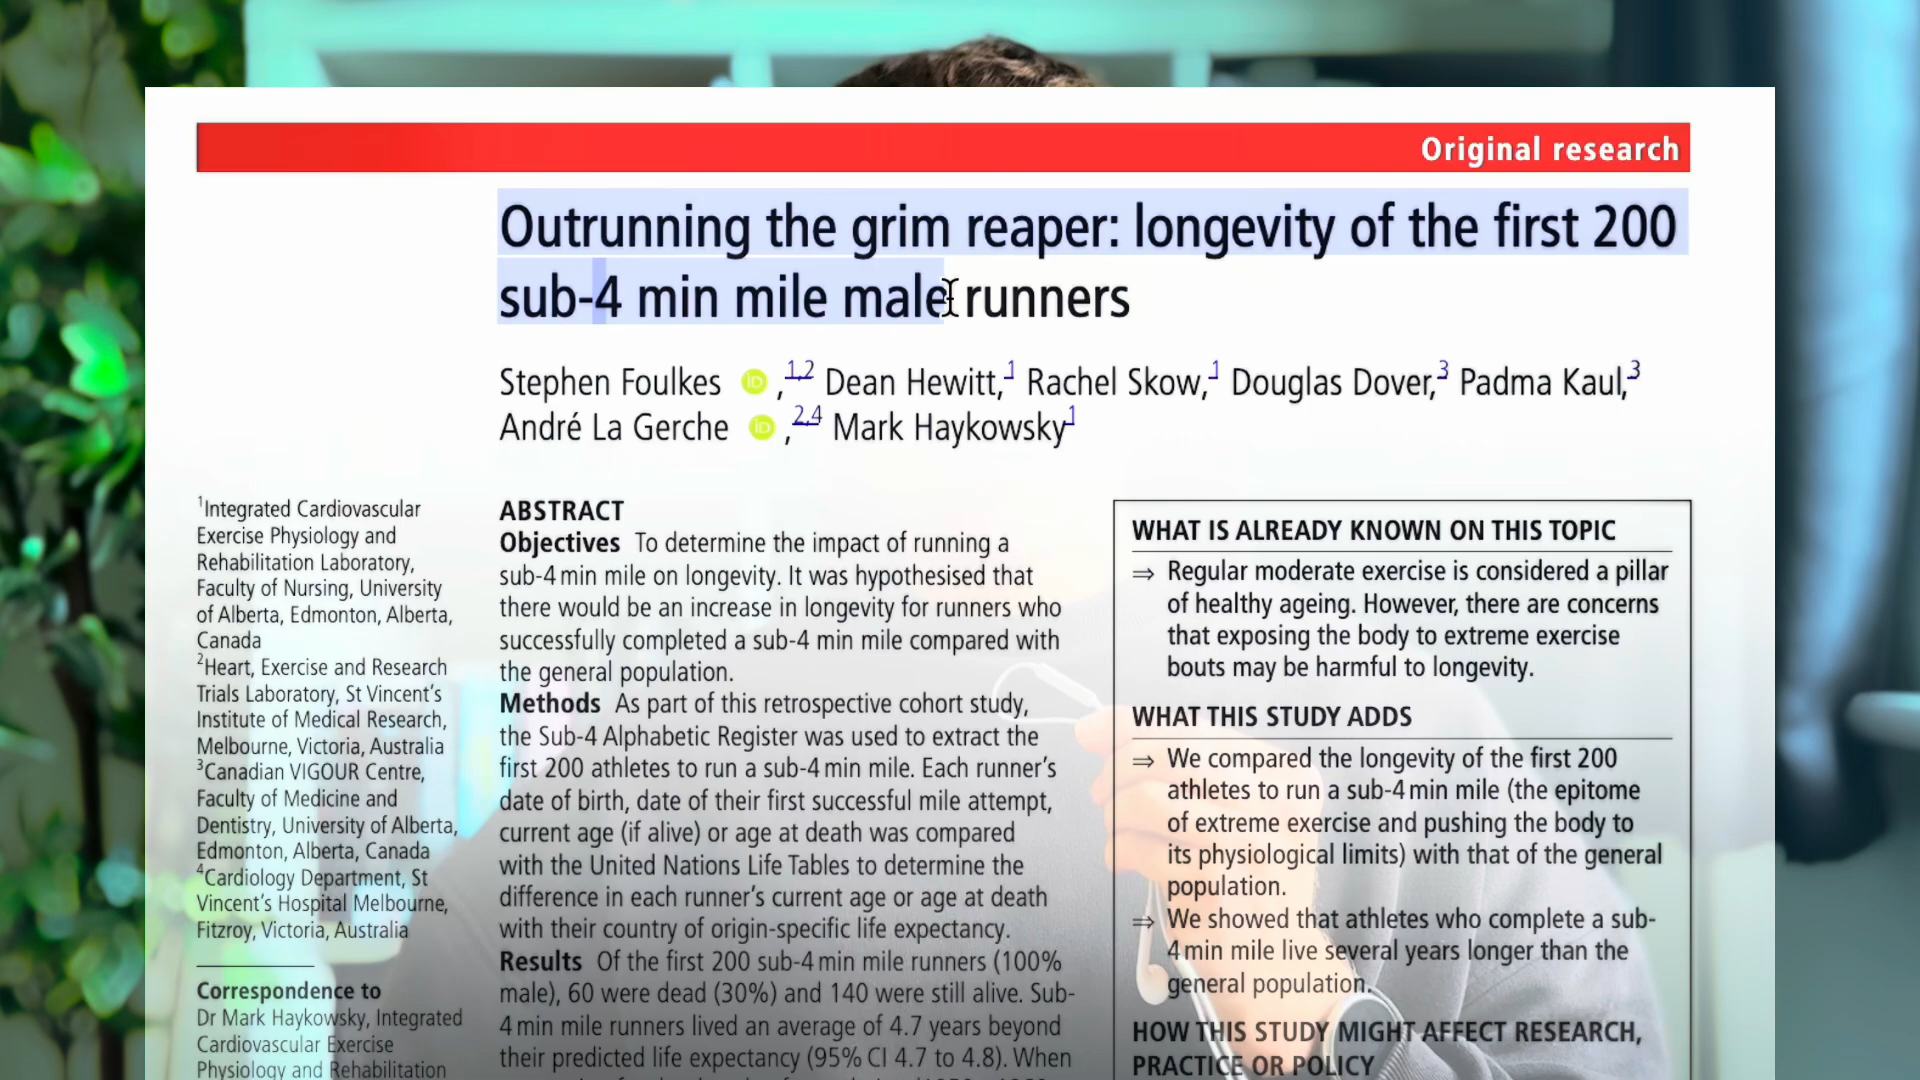 Original research
Outrunning the grim reaper: longevity of the first 200
sub-4 min mile male runners
Stephen Foulkes iD ,1,2 Dean Hewitt,1 Rachel Skow,1 Douglas Dover,3 Padma Kaul,3
André La Gerche iD ,2,4 Mark Haykowsky1
1Integrated Cardiovascular
Exercise Physiology and
Rehabilitation Laboratory,
Faculty of Nursing, University
of Alberta, Edmonton, Alberta,
Canada
2Heart, Exercise and Research
Trials Laboratory, St Vincent's
Institute of Medical Research,
Melbourne, Victoria, Australia
3Canadian VIGOUR Centre,
Faculty of Medicine and
Dentistry, University of Alberta,
Edmonton, Alberta, Canada
4Cardiology Department, St
Vincent's Hospital Melbourne,
Fitzroy, Victoria, Australia
Correspondence to
Dr Mark Haykowsky, Integrated
Cardiovascular Exercise
Physiology and Rehabilitation
ABSTRACT
Objectives To determine the impact of running a
sub-4 min mile on longevity. It was hypothesised that
there would be an increase in longevity for runners who
successfully completed a sub-4 min mile compared with
the general population.
Methods As part of this retrospective cohort study,
the Sub-4 Alphabetic Register was used to extract the
first 200 athletes to run a sub-4 min mile. Each runner's
date of birth, date of their first successful mile attempt,
current age (if alive) or age at death was compared
with the United Nations Life Tables to determine the
difference in each runner's current age or age at death
with their country of origin-specific life expectancy.
Results Of the first 200 sub-4 min mile runners (100%
male), 60 were dead (30%) and 140 were still alive. Sub-
4 min mile runners lived an average of 4.7 years beyond
their predicted life expectancy (95% CI 4.7 to 4.8). When
WHAT IS ALREADY KNOWN ON THIS TOPIC
⇒ Regular moderate exercise is considered a pillar
of healthy ageing. However, there are concerns
that exposing the body to extreme exercise
bouts may be harmful to longevity.
WHAT THIS STUDY ADDS
⇒ We compared the longevity of the first 200
athletes to run a sub-4 min mile (the epitome
of extreme exercise and pushing the body to
its physiological limits) with that of the general
population.
⇒ We showed that athletes who complete a sub-
4 min mile live several years longer than the
general population.
HOW THIS STUDY MIGHT AFFECT RESEARCH,
PRACTICE OR POLICY